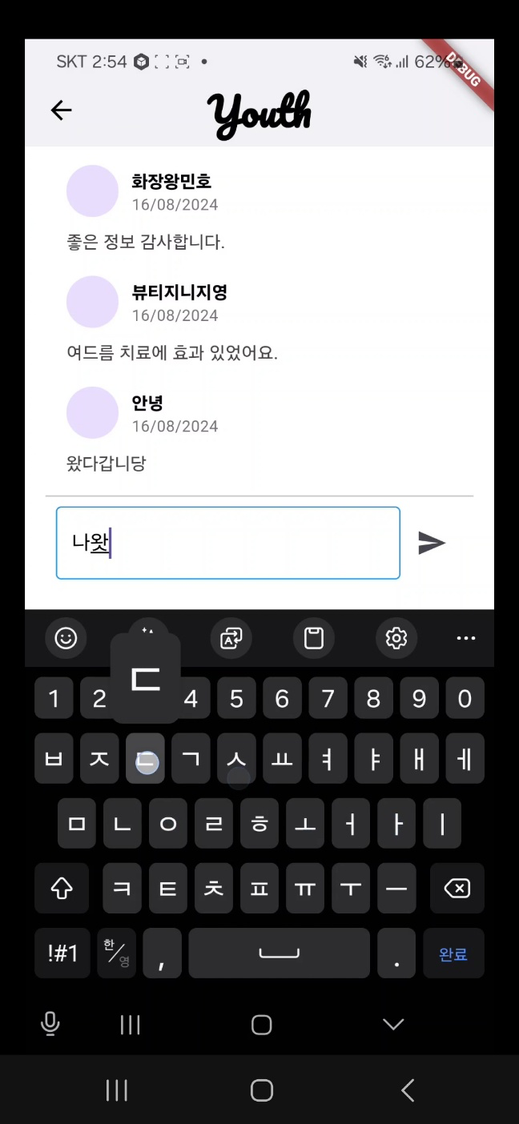 SKT 2:54
62%
DEBUG
Youth
화장왕민호
16/08/2024
좋은 정보 감사합니다.
뷰티지니지영
16/08/2024
여드름 치료에 효과 있었어요.
안녕
16/08/2024
왔다갑니당
나왓
ㄷ
1 2 4 5 6 7 8 9 0
ㅂ ㅈ ㄷ ㄱ ㅅ ㅛ ㅕ ㅑ ㅐ ㅔ
ㅁ ㄴ ㅇ ㄹ ㅎ ㅗ ㅓ ㅏ ㅣ
ㅋ ㅌ ㅊ ㅍ ㅠ ㅜ ㅡ
!#1 한/영 , . 완료